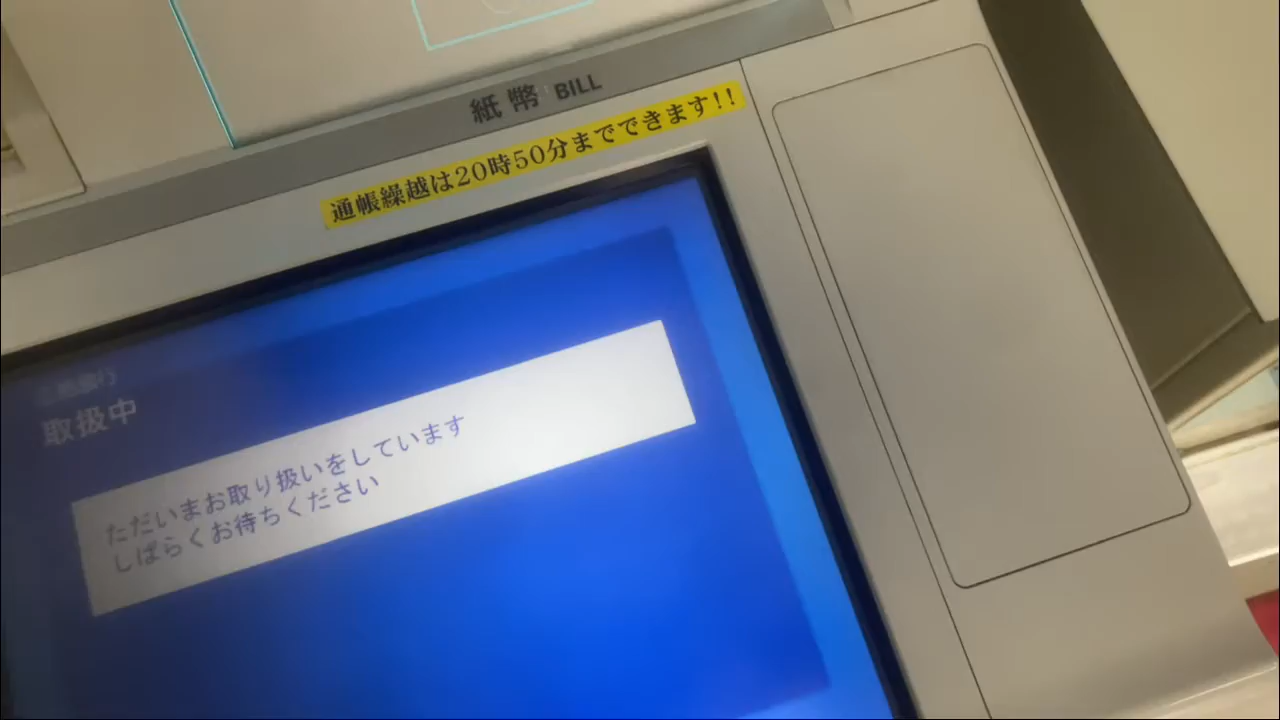 紙幣 BILL
通帳繰越は20時50分までできます!!
取扱中
ただいまお取り扱いをしています
しばらくお待ちください